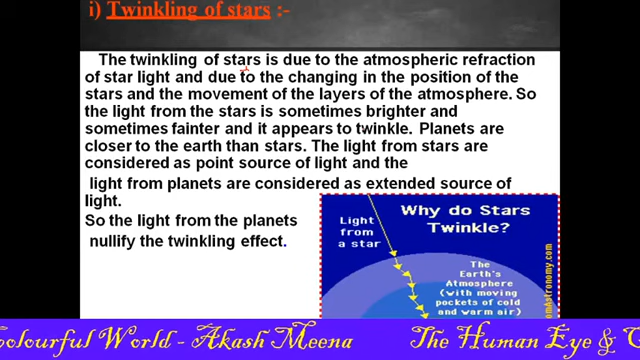 i) Twinkling of stars :-
The twinkling of stars is due to the atmospheric refraction
of star light and due to the changing in the position of the
stars and the movement of the layers of the atmosphere. So
the light from the stars is sometimes brighter and
sometimes fainter and it appears to twinkle. Planets are
closer to the earth than stars. The light from stars are
considered as point source of light and the
light from planets are considered as extended source of
light.
So the light from the planets
nullify the twinkling effect.
Why do Stars
Twinkle?
Light
from
a star
The
Earth's
Atmosphere
(with moving
pockets of cold
and warm air)
omAstronomy.com
Colourful World - Akash Meena
The Human Eye & C